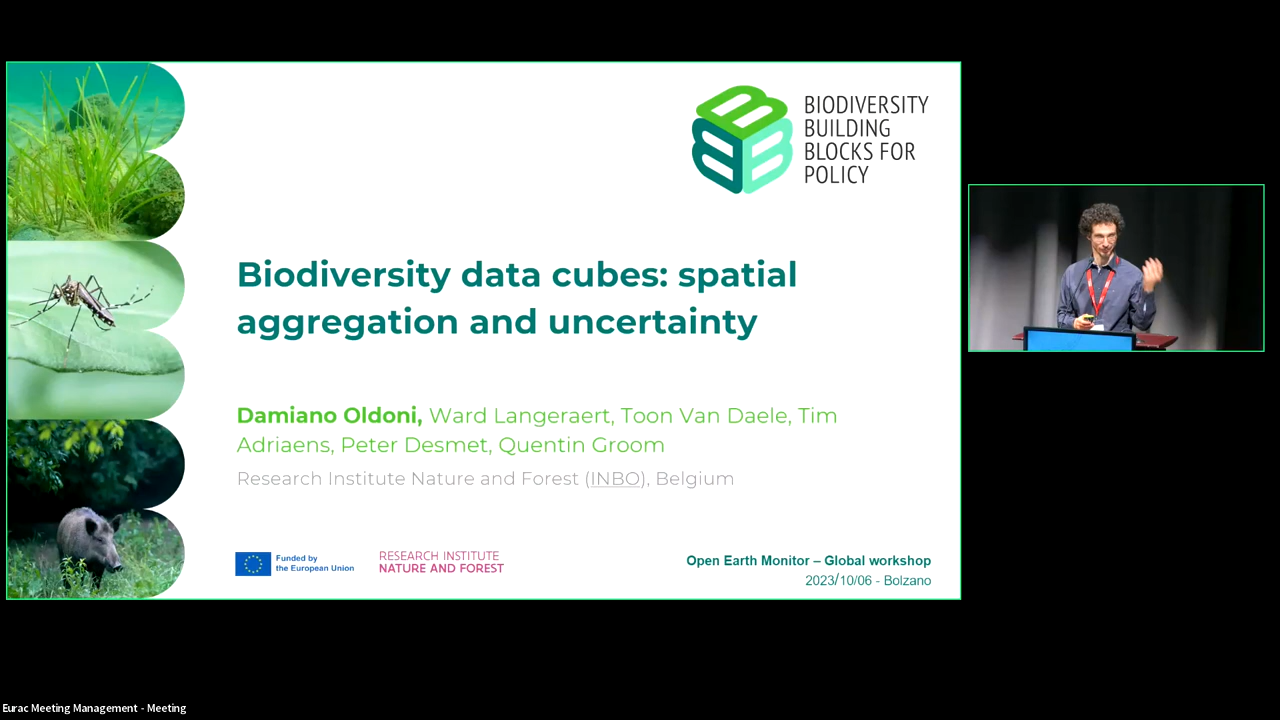 BIODIVERSITY
BUILDING
BLOCKS FOR
POLICY
Biodiversity data cubes: spatial
aggregation and uncertainty
Damiano Oldoni, Ward Langeraert, Toon Van Daele, Tim
Adriaens, Peter Desmet, Quentin Groom
Research Institute Nature and Forest (INBO), Belgium
Funded by
the European Union
RESEARCH INSTITUTE
NATURE AND FOREST
Open Earth Monitor – Global workshop
2023/10/06 - Bolzano
Eurac Meeting Management - Meeting